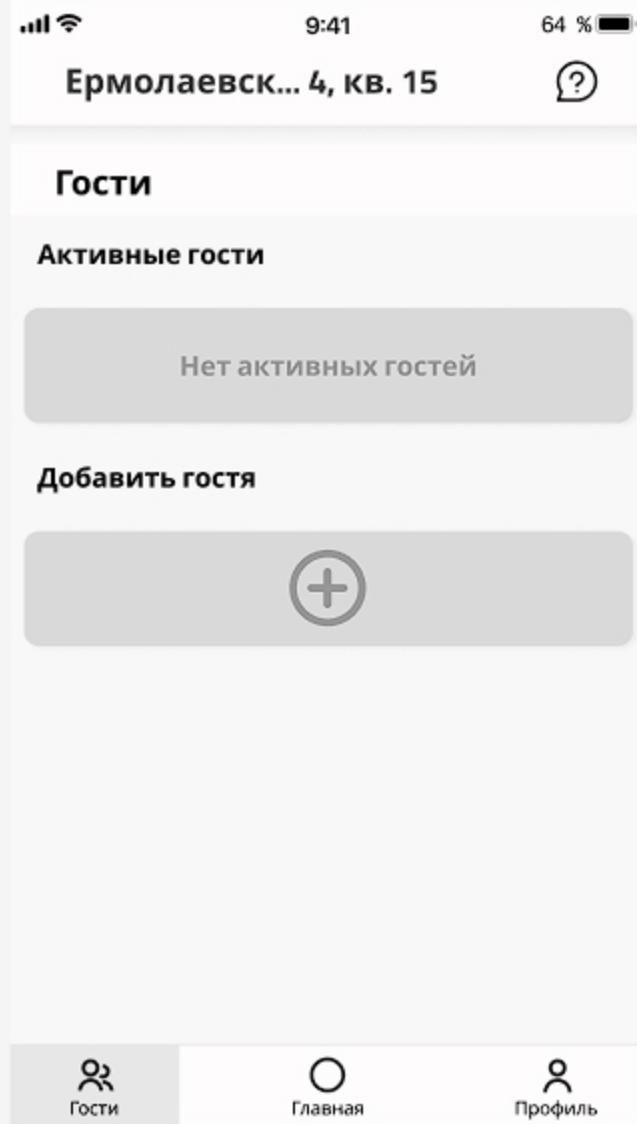 9:41
64 %
Ермолаевск... 4, кв. 15
Гости
Активные гости
Нет активных гостей
Добавить гостя
Гости
Главная
Профиль